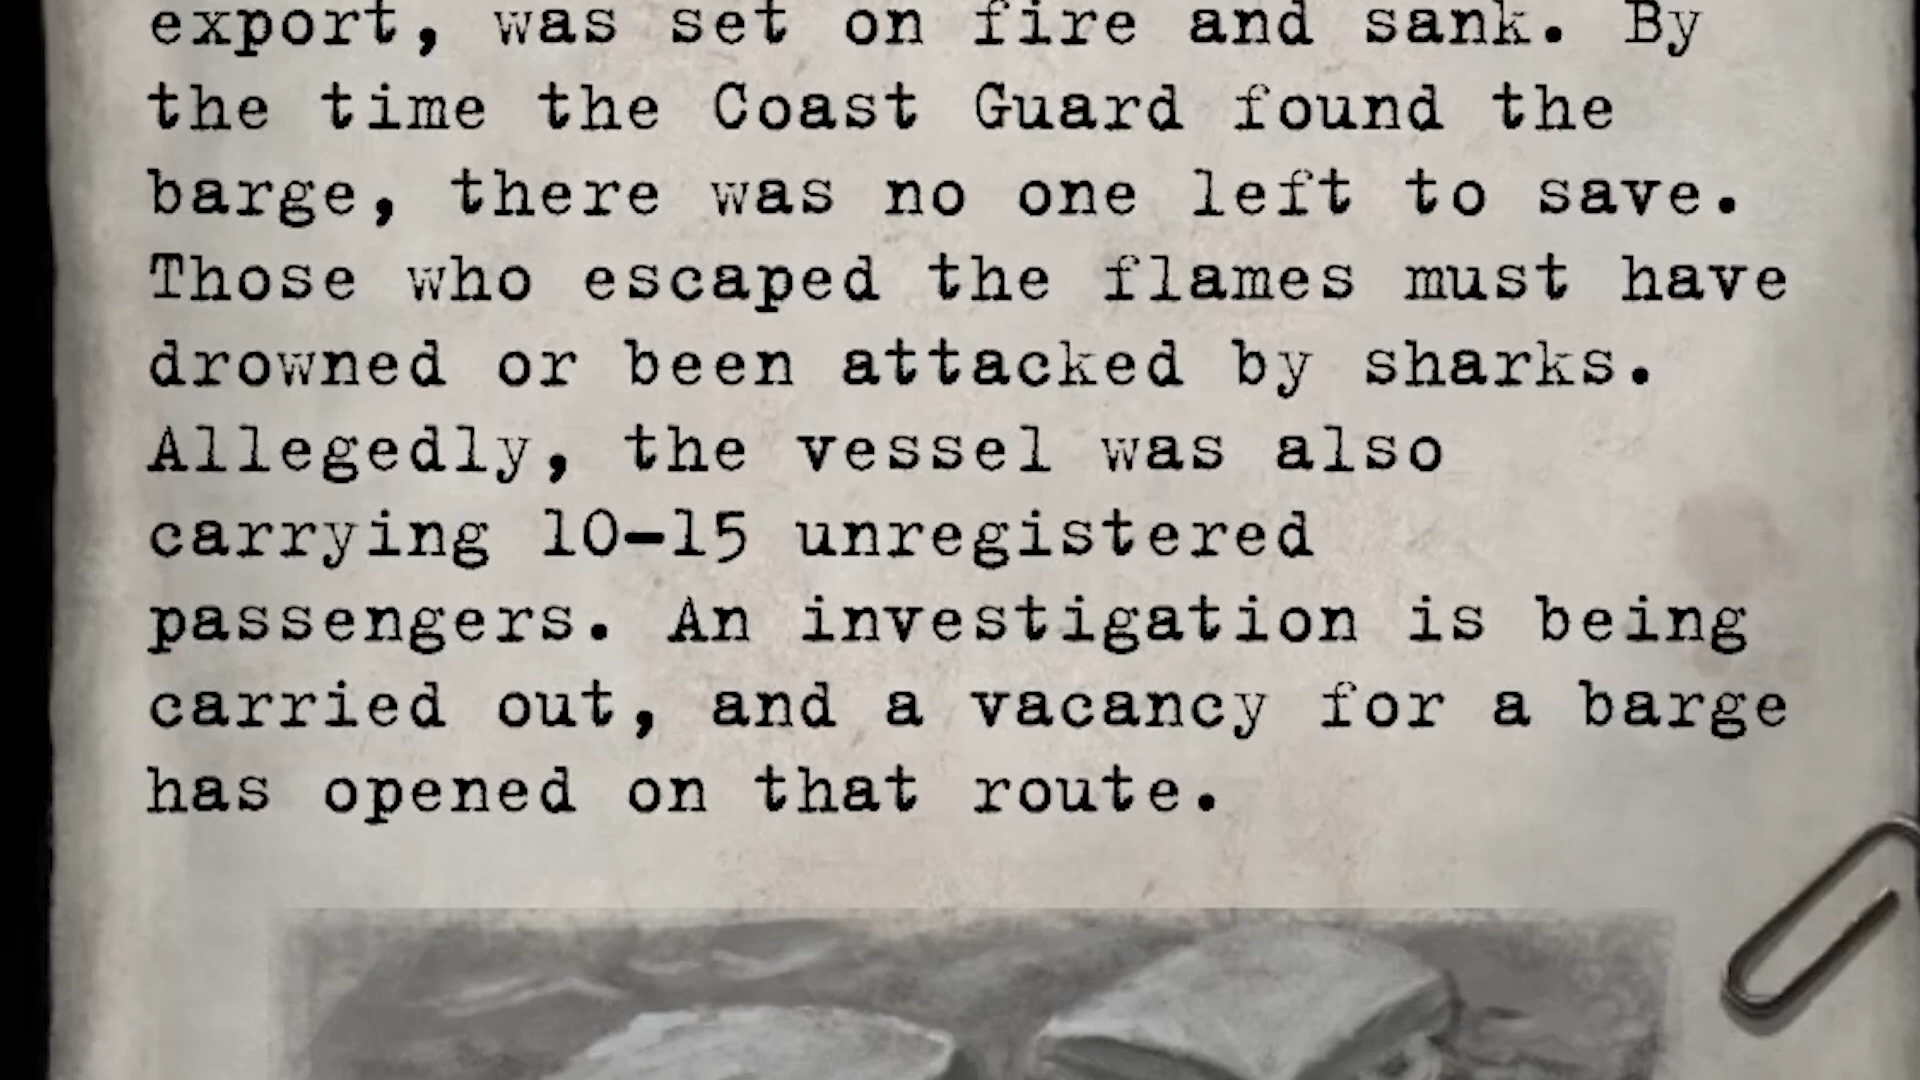 export, was set on fire and sank. By
the time the Coast Guard found the
barge, there was no one left to save.
Those who escaped the flames must have
drowned or been attacked by sharks.
Allegedly, the vessel was also
carrying 10-15 unregistered
passengers. An investigation is being
carried out, and a vacancy for a barge
has opened on that route.